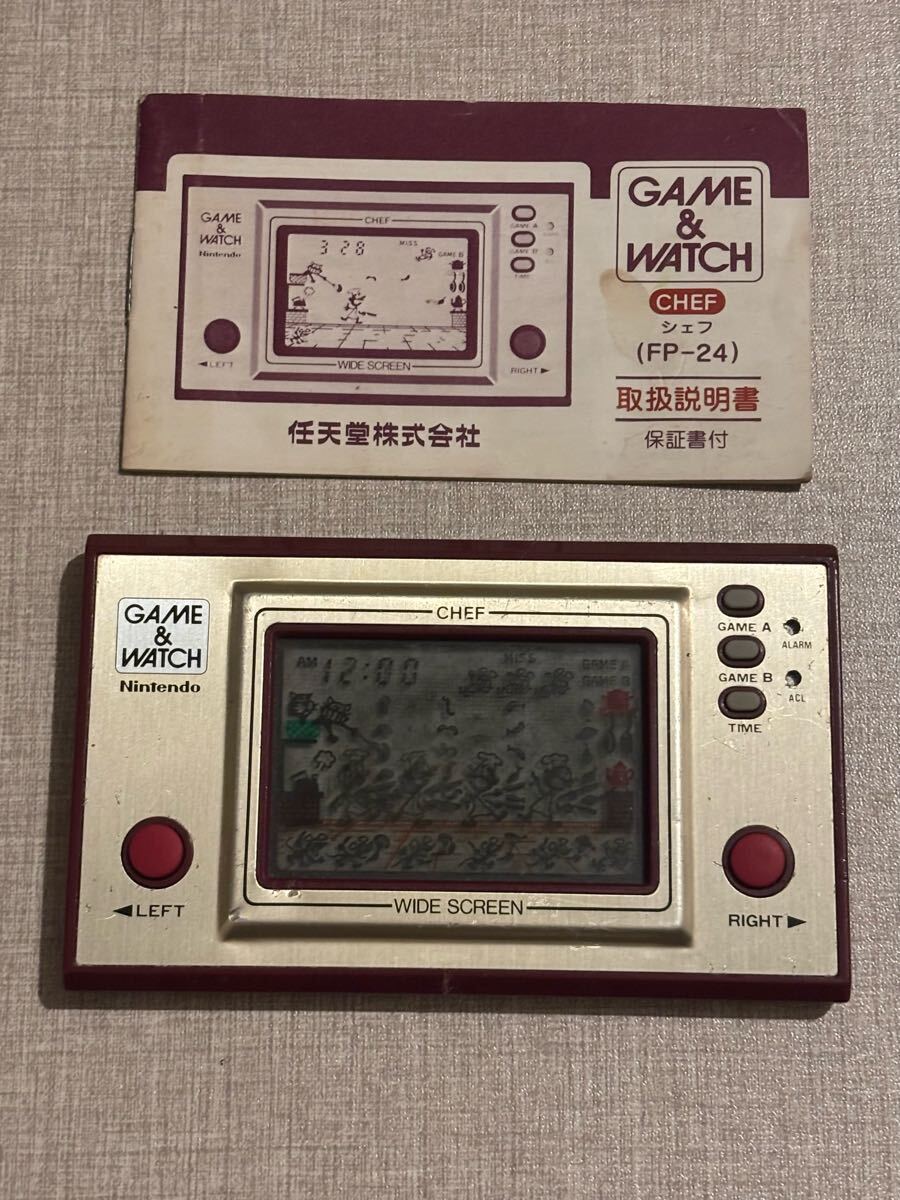 GAME
&
WATCH
Nintendo
CHEF
3 28
MISS
GAME B
GAME A
GAME B
TIME
◀LEFT
WIDE SCREEN
RIGHT▶
任天堂株式会社
GAME
&
WATCH
CHEF
シェフ
(FP-24)
取扱説明書
保証書付
GAME
&
WATCH
Nintendo
CHEF
AM 12:00
MISS
GAME A
GAME B
GAME A
ALARM
GAME B
ACL
TIME
◀LEFT
WIDE SCREEN
RIGHT▶